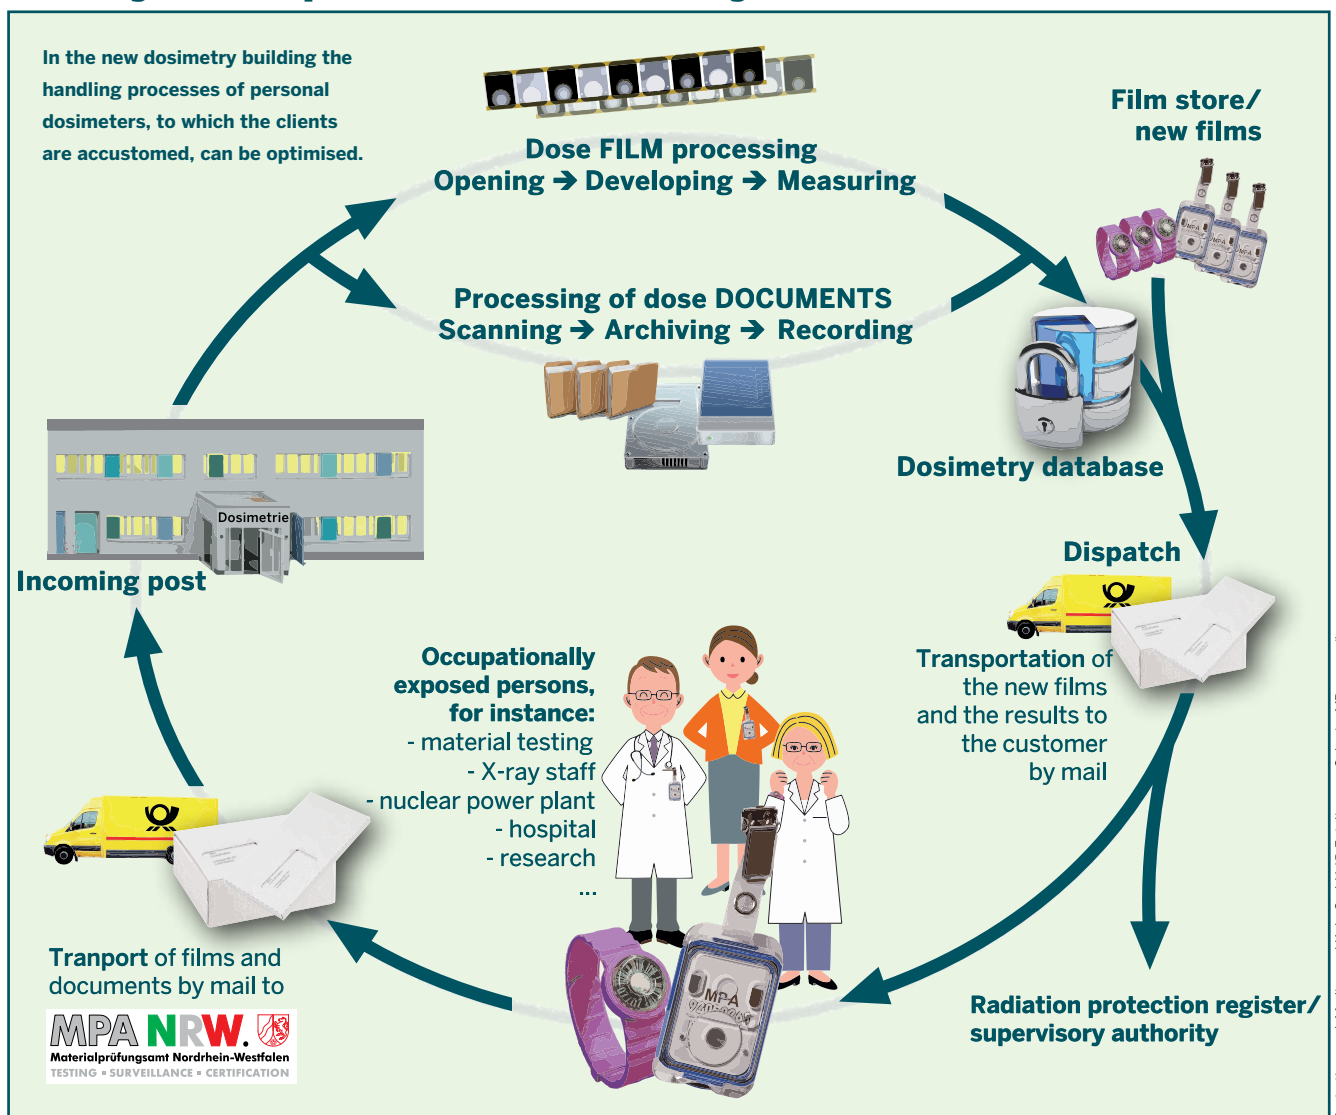 In the new dosimetry building the
handling processes of personal
dosimeters, to which the clients
are accustomed, can be optimised.
Dose FILM processing
Opening → Developing → Measuring
Film store/
new films
Processing of dose DOCUMENTS
Scanning → Archiving → Recording
Dosimetry database
Dosimetrie
Incoming post
Dispatch
Transportation of
the new films
and the results to
the customer
by mail
Occupationally
exposed persons,
for instance:
- material testing
- X-ray staff
- nuclear power plant
- hospital
- research
...
Tranport of films and
documents by mail to
MPA NRW.
Materialprüfungsamt Nordrhein-Westfalen
TESTING ▪ SURVEILLANCE ▪ CERTIFICATION
MPA
MPA
MPA
MPA
Radiation protection register/
supervisory authority